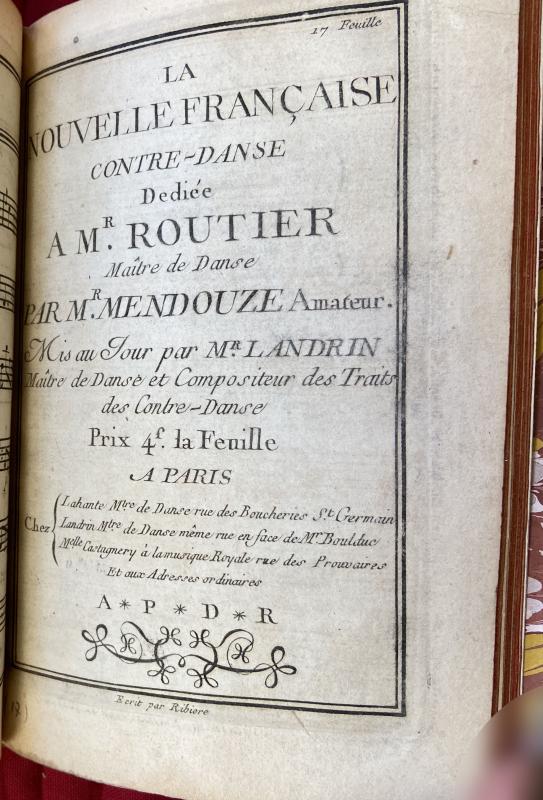 17 Feuille
LA
NOUVELLE FRANÇAISE
CONTRE-DANSE
Dediée
A M.R ROUTIER
Maître de Danse
PAR M.R MENDOUZE Amateur.
Mis au Jour par M.R LANDRIN
Maître de Danse et Compositeur des Traits
des Contre-Danse
Prix 4.s la Feuille
A PARIS
Chez
Lahante M.tre de Danse rue des Boucheries S.t Germain
Landrin M.tre de Danse même rue en face de M.r Boulduc
M.elle Castagnery à la musique Royale rue des Prouvaires
Et aux Adresses ordinaires
A * P * D * R
Ecrit par Ribiere